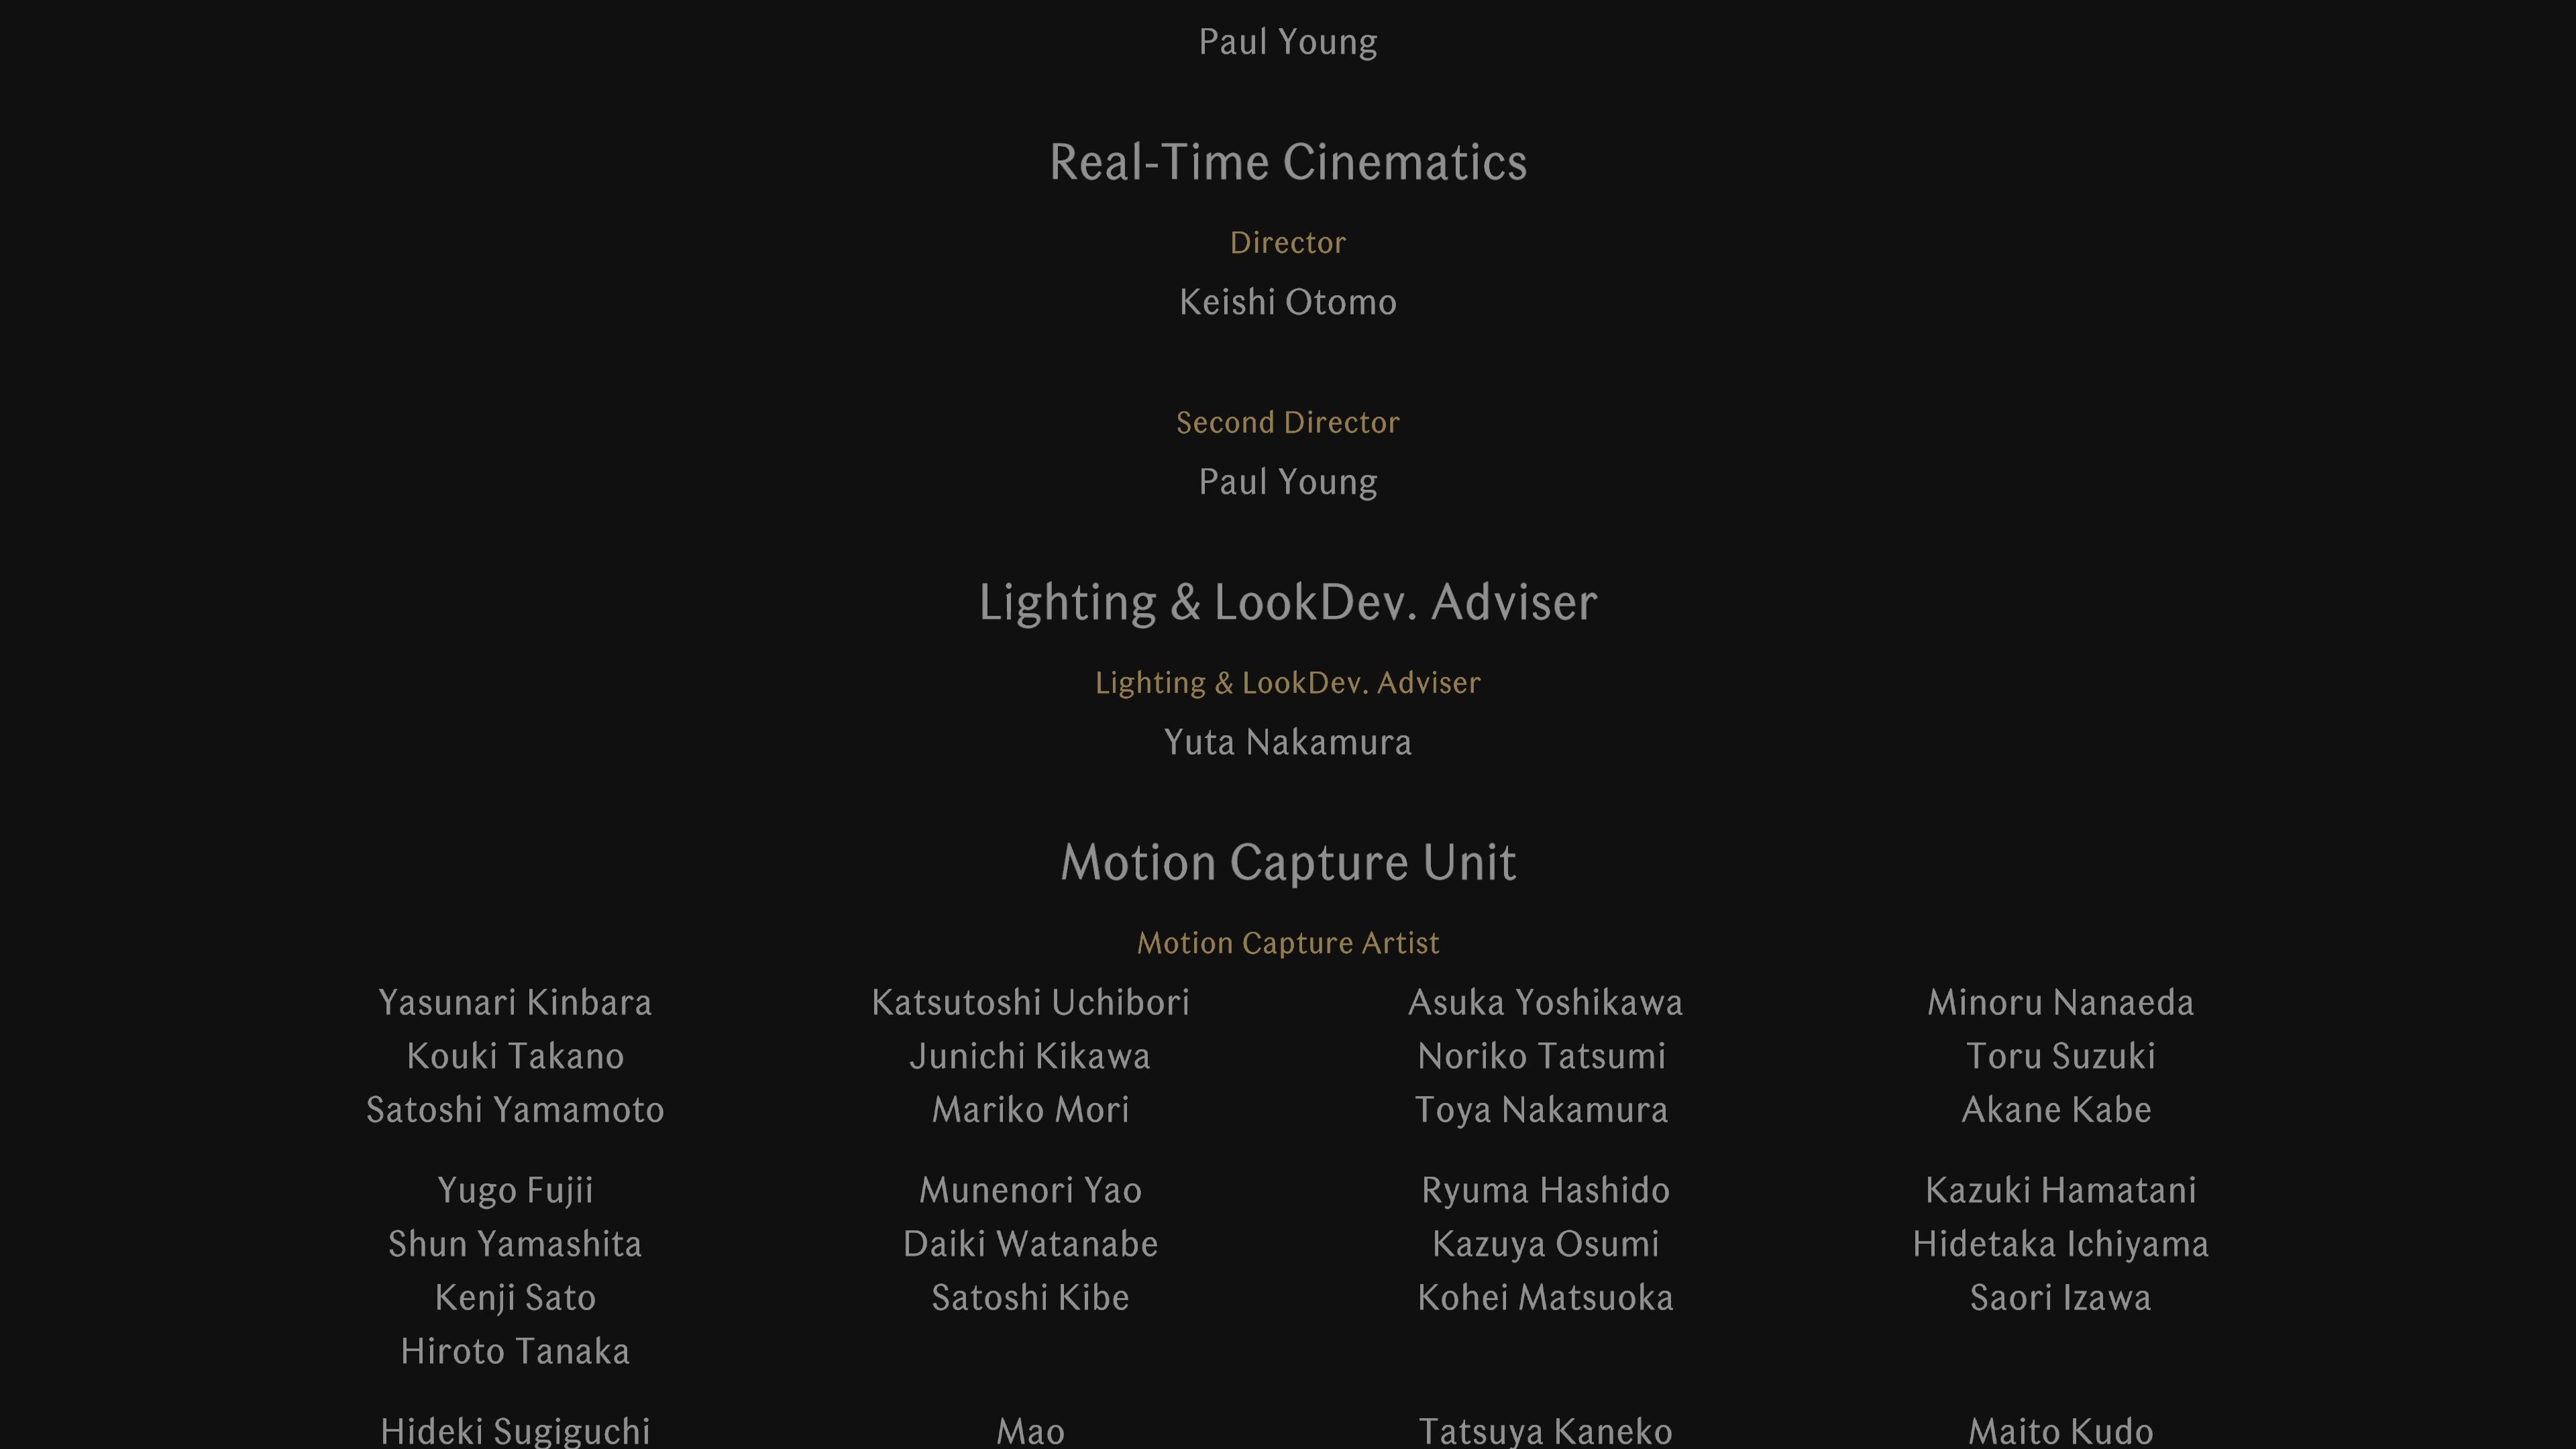 Paul Young
Real-Time Cinematics
Director
Keishi Otomo
Second Director
Paul Young
Lighting & LookDev. Adviser
Lighting & LookDev. Adviser
Yuta Nakamura
Motion Capture Unit
Motion Capture Artist
Yasunari Kinbara Katsutoshi Uchibori Asuka Yoshikawa Minoru Nanaeda
Kouki Takano Junichi Kikawa Noriko Tatsumi Toru Suzuki
Satoshi Yamamoto Mariko Mori Toya Nakamura Akane Kabe
Yugo Fujii Munenori Yao Ryuma Hashido Kazuki Hamatani
Shun Yamashita Daiki Watanabe Kazuya Osumi Hidetaka Ichiyama
Kenji Sato Satoshi Kibe Kohei Matsuoka Saori Izawa
Hiroto Tanaka
Hideki Sugiguchi Mao Tatsuya Kaneko Maito Kudo